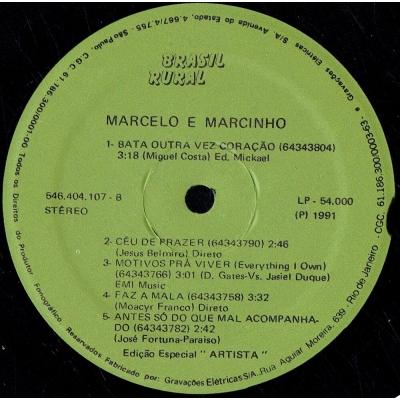 BRASIL
RURAL
MARCELO E MARCINHO
1- BATA OUTRA VEZ CORAÇÃO (64343804)
3:18 (Miguel Costa) Ed. Mickael
546.404.107 - B
STÉREO
LP - 54.000
(P) 1991
2- CÉU DE PRAZER (64343790) 2:46
(Jesus Belmiro) Direto
3- MOTIVOS PRÁ VIVER (Everything I Own)
(64343766) 3:01 (D. Gates-Vs. Jasiel Duque)
EMI Music
4- FAZ A MALA (64343758) 3:32
(Moacyr Franco) Direto
5- ANTES SÓ DO QUE MAL ACOMPANHA-
DO (64343782) 2:42
(José Fortuna-Paraiso)
Edição Especial " ARTISTA "
Todos os Direitos do Produtor Fonográfico Reservados Fabricado por: Gravações Elétricas S/A. Rua Aguiar Moreira, 639 - Rio de Janeiro - CGC. 61.186.300/0003-63 • Gravações Elétricas S/A. Avenida do Estado, 4.667/4.755, São Paulo. C.G.C. 61.186.300/0001-00